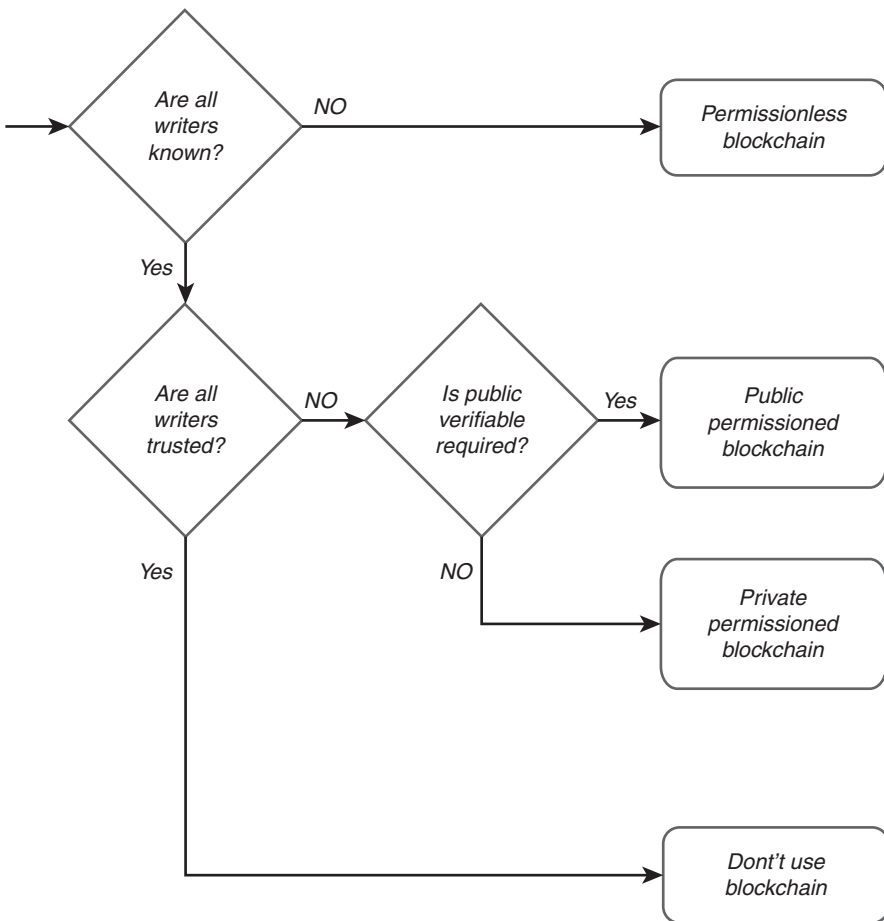 Are all
writers
known?
NO
Permissionless
blockchain
Yes
Are all
writers
trusted?
NO
Is public
verifiable
required?
Yes
Public
permissioned
blockchain
Yes
NO
Private
permissioned
blockchain
Dont't use
blockchain